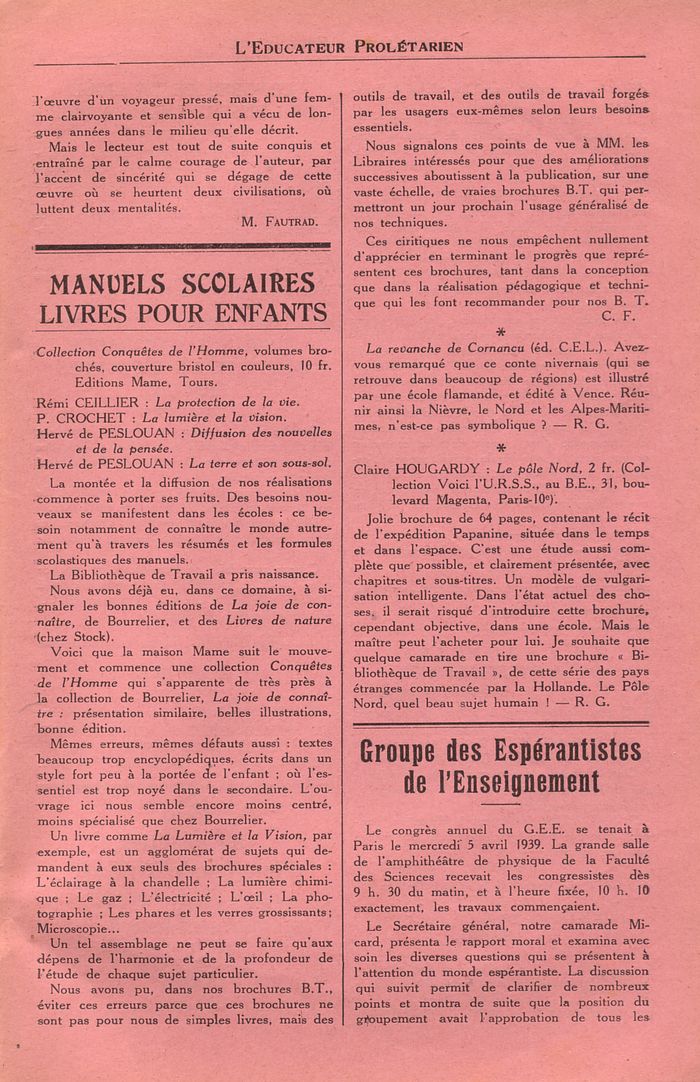 L'Educateur Prolétarien
l'œuvre d'un voyageur pressé, mais d'une fem-
me clairvoyante et sensible qui a vécu de lon-
gues années dans le milieu qu'elle décrit.
Mais le lecteur est tout de suite conquis et
entraîné par le calme courage de l'auteur, par
l'accent de sincérité qui se dégage de cette
œuvre où se heurtent deux civilisations, où
luttent deux mentalités.
M. Fautrad.
MANUELS SCOLAIRES
LIVRES POUR ENFANTS
Collection Conquêtes de l'Homme, volumes bro-
chés, couverture bristol en couleurs, 10 fr.
Editions Mame, Tours.
Rémi CEILLIER : La protection de la vie.
P. CROCHET : La lumière et la vision.
Hervé de PESLOUAN : Diffusion des nouvelles
et de la pensée.
Hervé de PESLOUAN : La terre et son sous-sol.
La montée et la diffusion de nos réalisations
commence à porter ses fruits. Des besoins nou-
veaux se manifestent dans les écoles : ce be-
soin notamment de connaître le monde autre-
ment qu'à travers les résumés et les formules
scolastiques des manuels.
La Bibliothèque de Travail a pris naissance.
Nous avons déjà eu, dans ce domaine, à si-
gnaler les bonnes éditions de La joie de con-
naître, de Bourrelier, et des Livres de nature
(chez Stock).
Voici que la maison Mame suit le mouve-
ment et commence une collection Conquêtes
de l'Homme qui s'apparente de très près à
la collection de Bourrelier, La joie de connaî-
tre : présentation similaire, belles illustrations,
bonne édition.
Mêmes erreurs, mêmes défauts aussi : textes
beaucoup trop encyclopédiques, écrits dans un
style fort peu à la portée de l'enfant ; où l'es-
sentiel est trop noyé dans le secondaire. L'ou-
vrage ici nous semble encore moins centré,
moins spécialisé que chez Bourrelier.
Un livre comme La Lumière et la Vision, par
exemple, est un agglomérat de sujets qui de-
mandent à eux seuls des brochures spéciales :
L'éclairage à la chandelle ; La lumière chimi-
que ; Le gaz ; L'électricité ; L'œil ; La pho-
tographie ; Les phares et les verres grossissants ;
Microscopie...
Un tel assemblage ne peut se faire qu'aux
dépens de l'harmonie et de la profondeur de
l'étude de chaque sujet particulier.
Nous avons pu, dans nos brochures B.T.,
éviter ces erreurs parce que ces brochures ne
sont pas pour nous de simples livres, mais des
outils de travail, et des outils de travail forgés
par les usagers eux-mêmes selon leurs besoins
essentiels.
Nous signalons ces points de vue à MM. les
Libraires intéressés pour que des améliorations
successives aboutissent à la publication, sur une
vaste échelle, de vraies brochures B.T. qui per-
mettront un jour prochain l'usage généralisé de
nos techniques.
Ces ciritiques ne nous empêchent nullement
d'apprécier en terminant le progrès que repré-
sentent ces brochures, tant dans la conception
que dans la réalisation pédagogique et techni-
que qui les font recommander pour nos B. T.
C. F.
*
La revanche de Cornancu (éd. C.E.L.). Avez-
vous remarqué que ce conte nivernais (qui se
retrouve dans beaucoup de régions) est illustré
par une école flamande, et édité à Vence. Réu-
nir ainsi la Nièvre, le Nord et les Alpes-Mariti-
mes, n'est-ce pas symbolique ? — R. G.
*
Claire HOUGARDY : Le pôle Nord, 2 fr. (Col-
lection Voici l'U.R.S.S., au B.E., 31, bou-
levard Magenta, Paris-10e).
Jolie brochure de 64 pages, contenant le récit
de l'expédition Papanine, située dans le temps
et dans l'espace. C'est une étude aussi com-
plète que possible, et clairement présentée, avec
chapitres et sous-titres. Un modèle de vulgari-
sation intelligente. Dans l'état actuel des cho-
ses, il serait risqué d'introduire cette brochure,
cependant objective, dans une école. Mais le
maître peut l'acheter pour lui. Je souhaite que
quelque camarade en tire une brochure « Bi-
bliothèque de Travail », de cette série des pays
étranges commencée par la Hollande. Le Pôle
Nord, quel beau sujet humain ! — R. G.
Groupe des Espérantistes
de l'Enseignement
Le congrès annuel du G.E.E. se tenait à
Paris le mercredi 5 avril 1939. La grande salle
de l'amphithéâtre de physique de la Faculté
des Sciences recevait les congressistes dès
9 h. 30 du matin, et à l'heure fixée, 10 h. 10
exactement, les travaux commençaient.
Le Secrétaire général, notre camarade Mi-
card, présenta le rapport moral et examina avec
soin les diverses questions qui se présentent à
l'attention du monde espérantiste. La discussion
qui suivit permit de clarifier de nombreux
points et montra de suite que la position du
groupement avait l'approbation de tous les